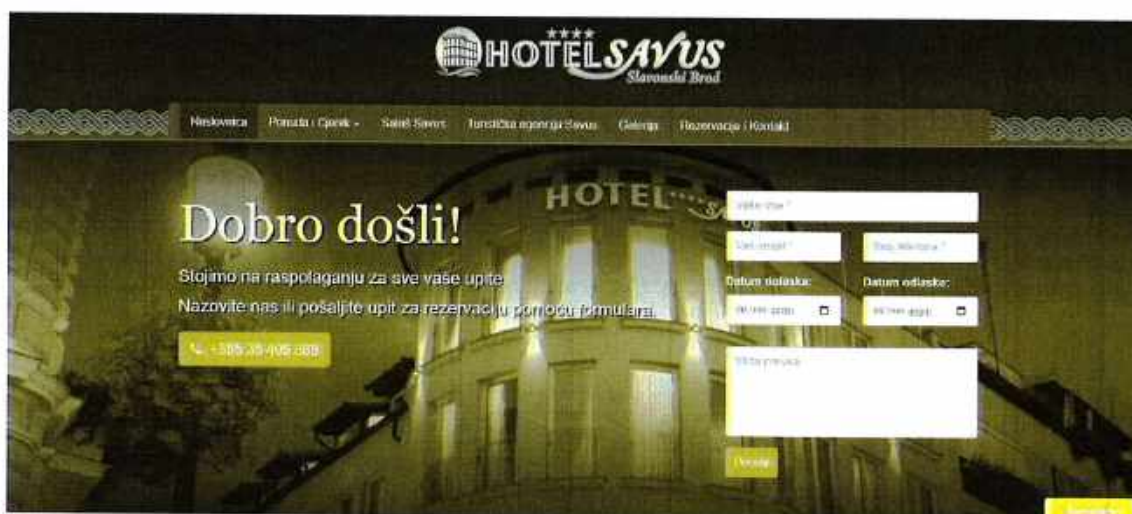 HOTEL SAVUS
Slavonski Brod
Naslovnica Ponuda i Cjenik Salaš Savus Turistička agencija Savus Galerija Rezervacije i Kontakt
HOTEL
Dobro došli!
Stojimo na raspolaganju za sve vaše upite
Nazovite nas ili pošaljite upit za rezervaciju pomoću formulara.
Vaše ime *
Vaš email * Broj telefona *
Datum dolaska: Datum odlaska:
Vaša poruka
Pošalji